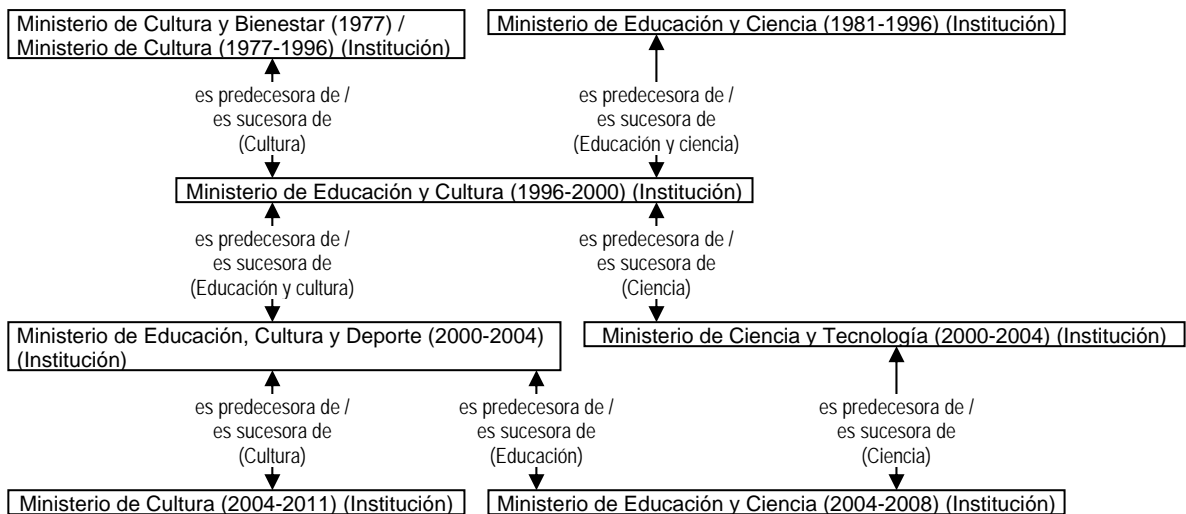 Ministerio de Cultura y Bienestar (1977) /
Ministerio de Cultura (1977-1996) (Institución)
Ministerio de Educación y Ciencia (1981-1996) (Institución)
es predecesora de /
es sucesora de
(Cultura)
es predecesora de /
es sucesora de
(Educación y ciencia)
Ministerio de Educación y Cultura (1996-2000) (Institución)
es predecesora de /
es sucesora de
(Educación y cultura)
es predecesora de /
es sucesora de
(Ciencia)
Ministerio de Educación, Cultura y Deporte (2000-2004)
(Institución)
Ministerio de Ciencia y Tecnología (2000-2004) (Institución)
es predecesora de /
es sucesora de
(Cultura)
es predecesora de /
es sucesora de
(Educación)
es predecesora de /
es sucesora de
(Ciencia)
Ministerio de Cultura (2004-2011) (Institución)
Ministerio de Educación y Ciencia (2004-2008) (Institución)